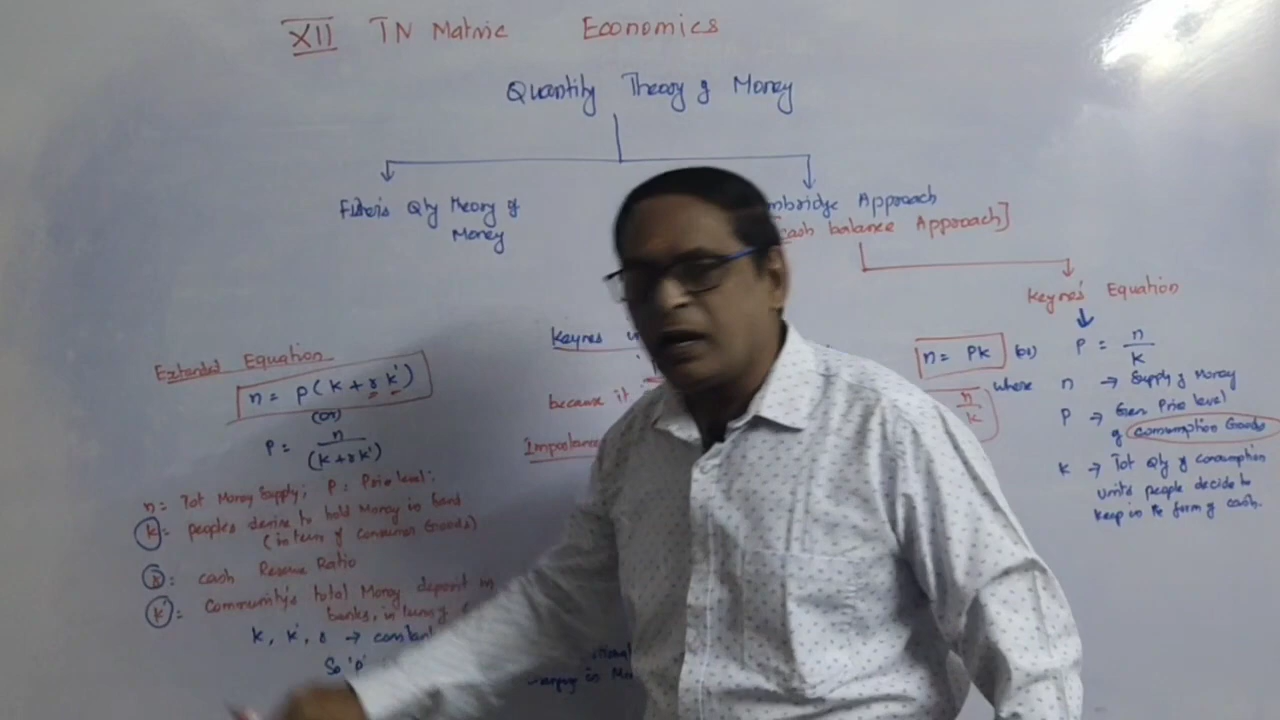 XII TN Matric Economics
Quantity Theory of Money
Fisher's Qty Theory of
Money
mbridge Approach
cash balance Approach]
Keynes Equation
P = n/k
n = Pk (or)
where n → Supply of Money
n/k
P → Gen Price level
of Consumption Goods
k → Tot Qty of Consumption
units people decide to
keep in the form of cash.
Keynes
because it
Importance
Extended Equation
n = p(k + r k')
(or)
P = n/(k + rk')
n = Tot Money Supply; P = Price level;
k = peoples desire to hold Money in hand
(in terms of Consumer Goods)
r = cash Reserve Ratio
k' = Community's total Money deposit in
banks, in terms of
k, k', r → constant
So 'p'
in